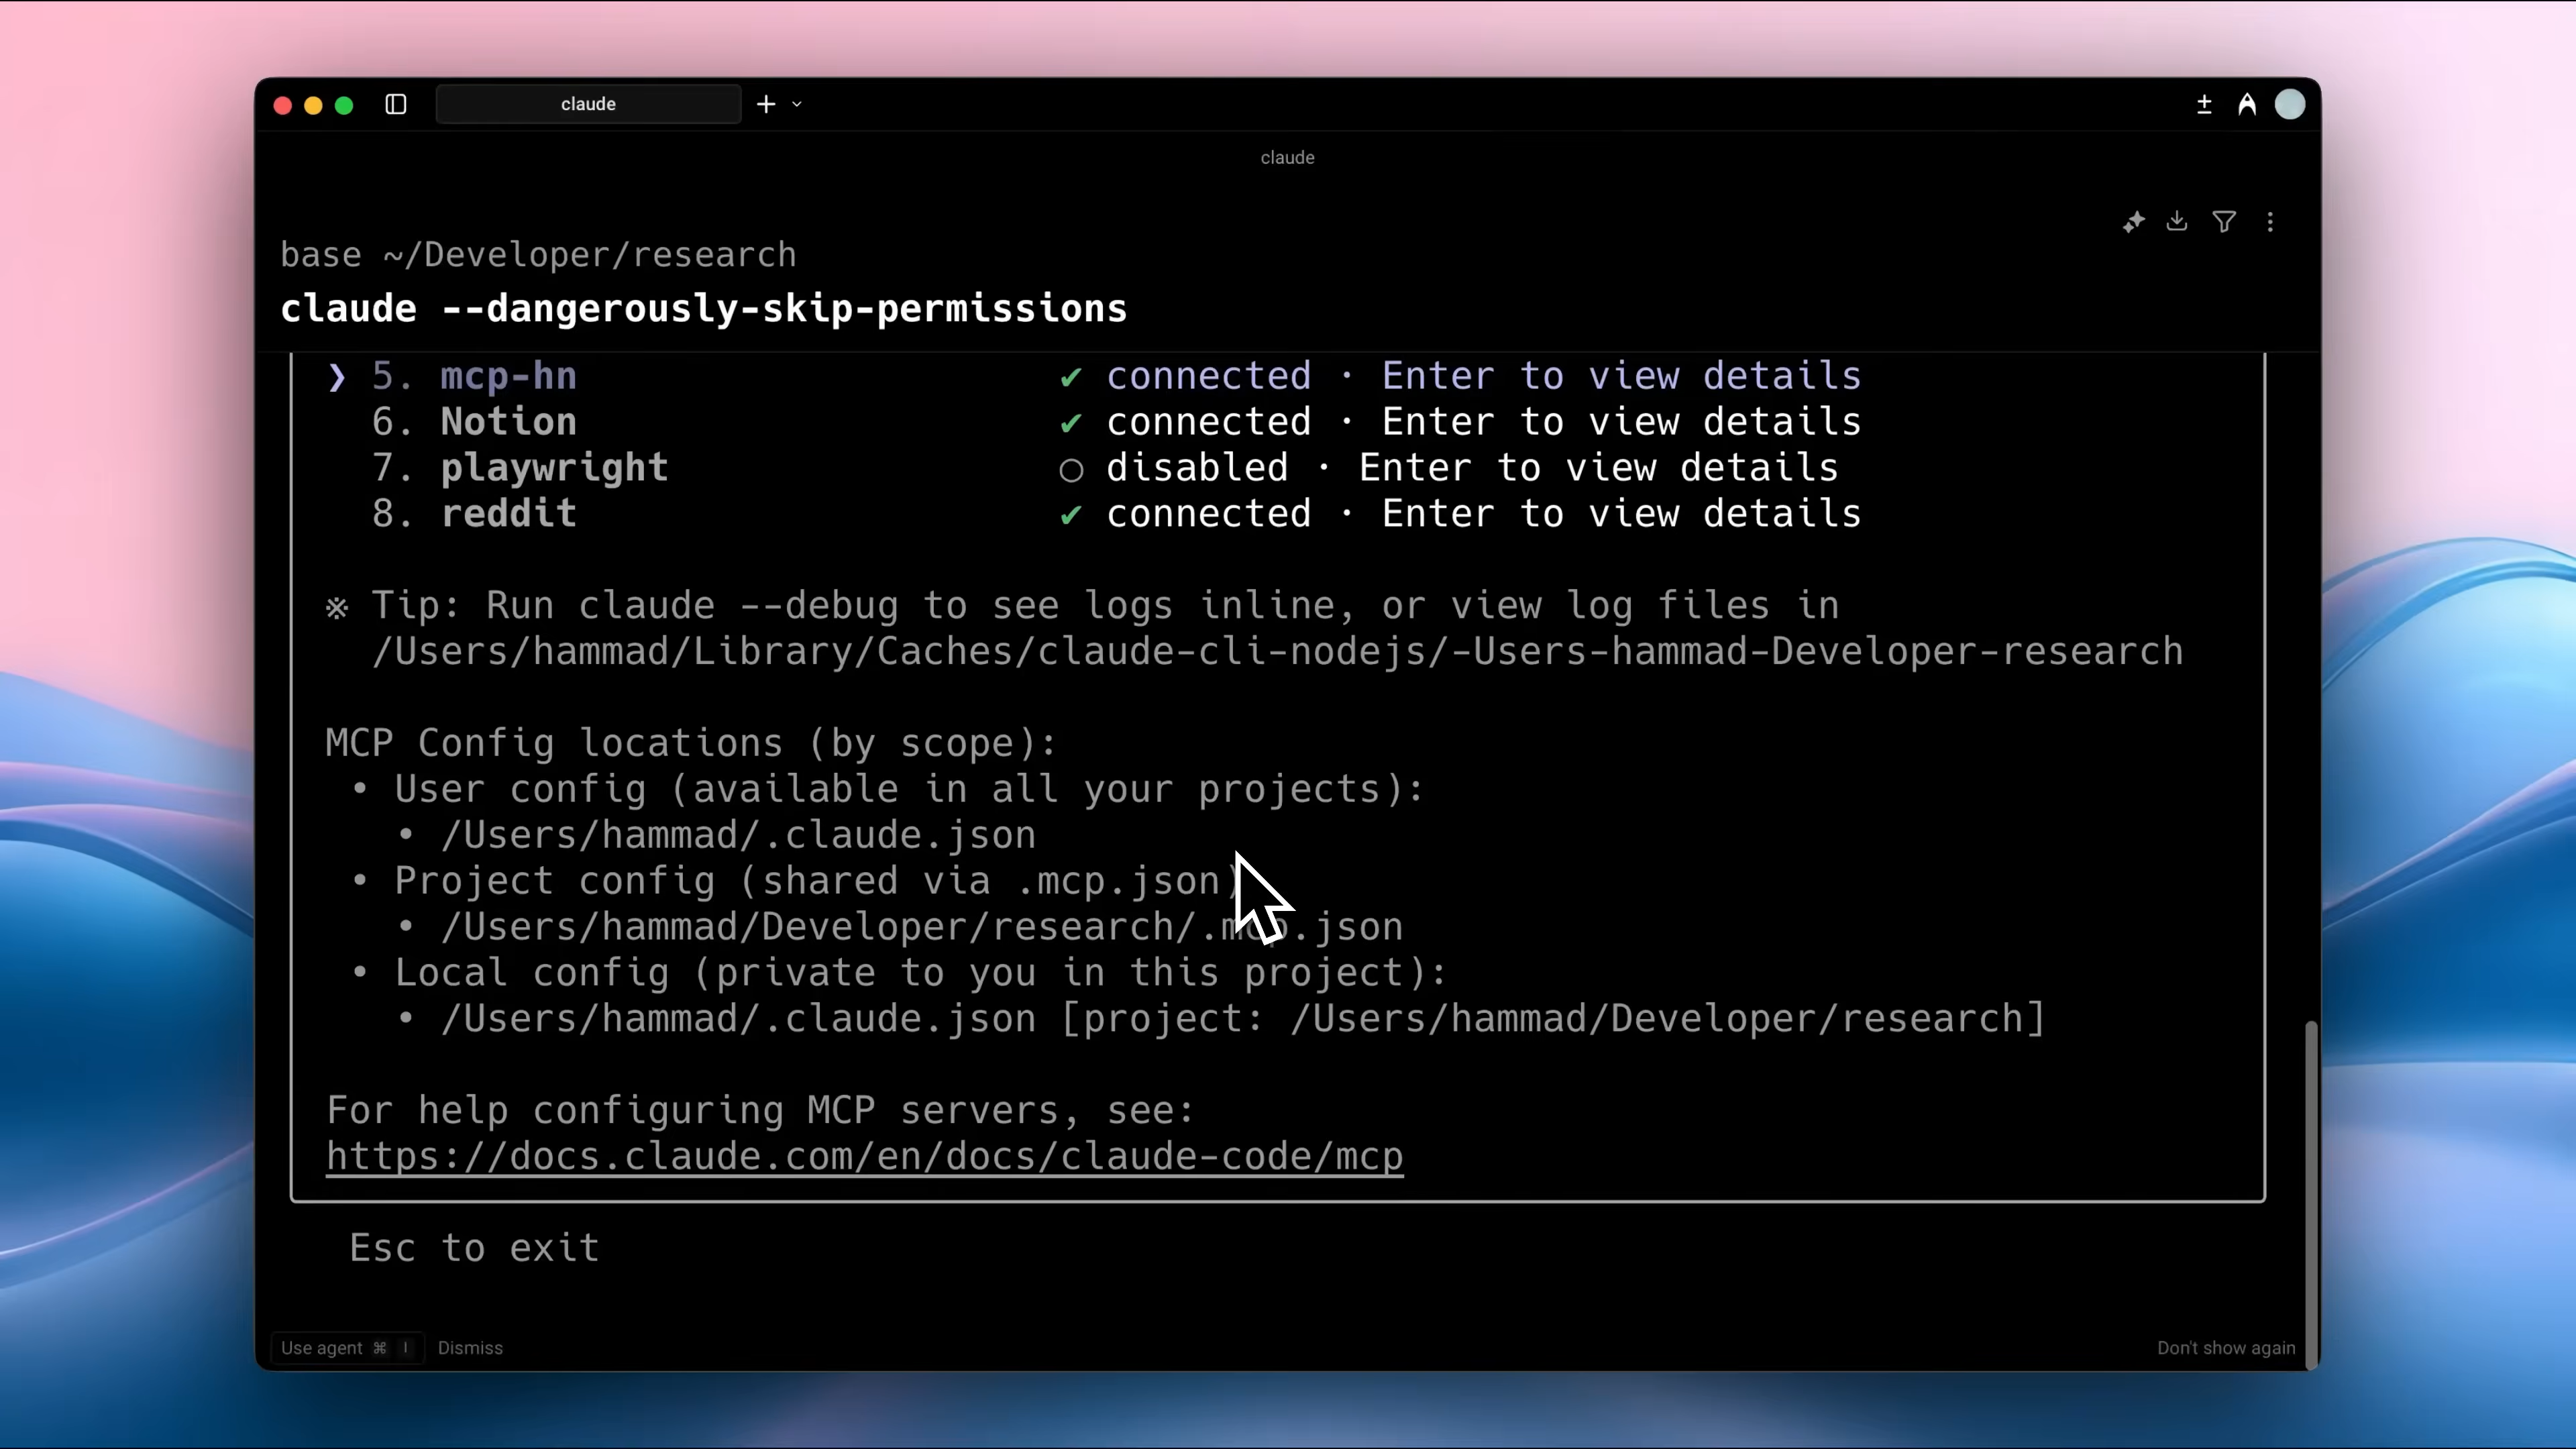 claude
claude
base ~/Developer/research
claude --dangerously-skip-permissions
❯ 5. mcp-hn ✔ connected · Enter to view details
6. Notion ✔ connected · Enter to view details
7. playwright ○ disabled · Enter to view details
8. reddit ✔ connected · Enter to view details
※ Tip: Run claude --debug to see logs inline, or view log files in
/Users/hammad/Library/Caches/claude-cli-nodejs/-Users-hammad-Developer-research
MCP Config locations (by scope):
• User config (available in all your projects):
• /Users/hammad/.claude.json
• Project config (shared via .mcp.json)
• /Users/hammad/Developer/research/.mcp.json
• Local config (private to you in this project):
• /Users/hammad/.claude.json [project: /Users/hammad/Developer/research]
For help configuring MCP servers, see:
https://docs.claude.com/en/docs/claude-code/mcp
Esc to exit
Use agent ⌘ I Dismiss Don't show again